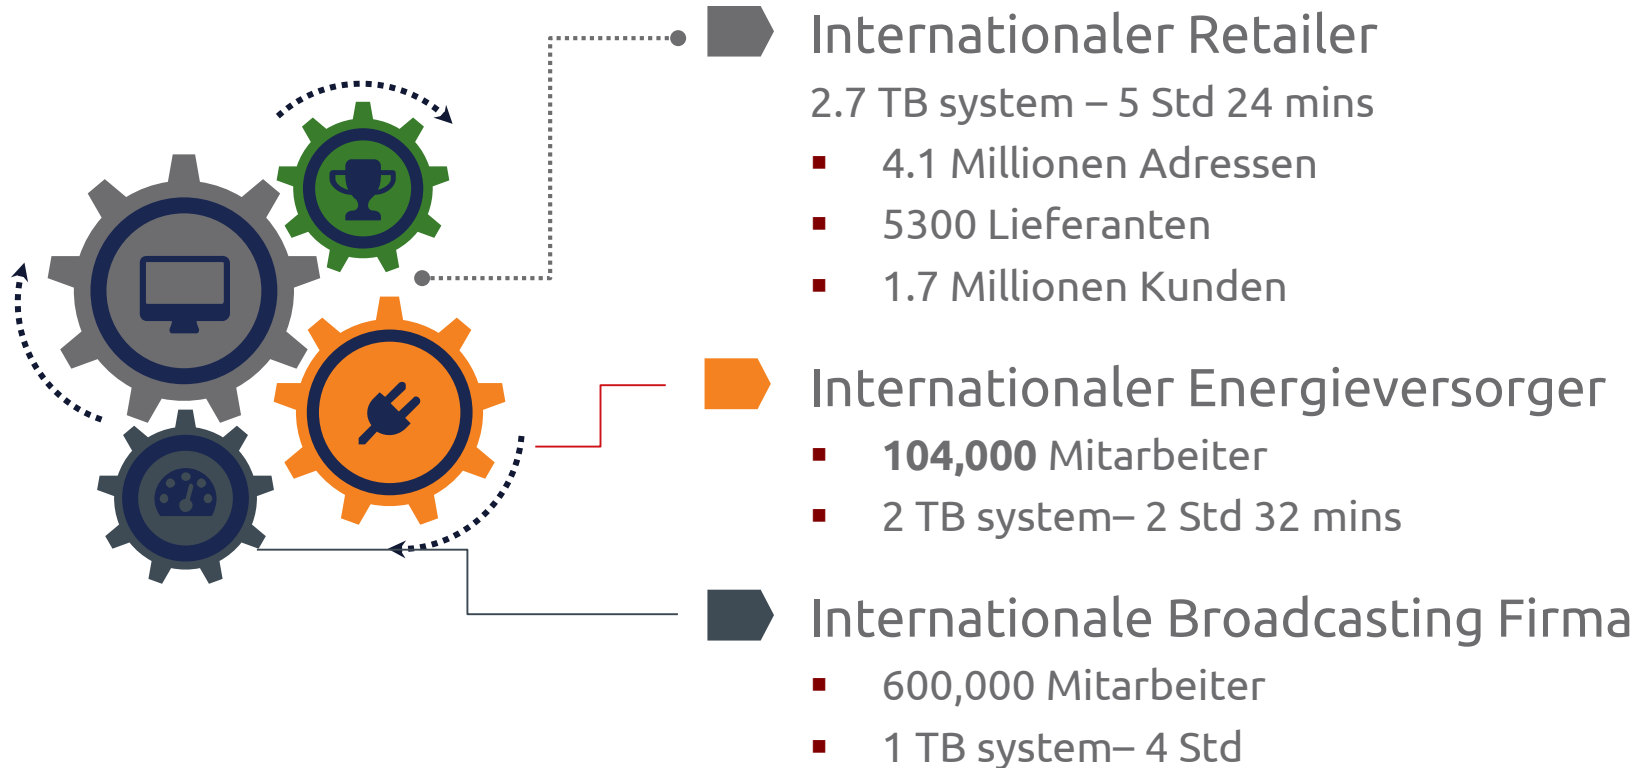 Internationaler Retailer
2.7 TB system – 5 Std 24 mins
▪ 4.1 Millionen Adressen
▪ 5300 Lieferanten
▪ 1.7 Millionen Kunden
Internationaler Energieversorger
▪ 104,000 Mitarbeiter
▪ 2 TB system– 2 Std 32 mins
Internationale Broadcasting Firma
▪ 600,000 Mitarbeiter
▪ 1 TB system– 4 Std